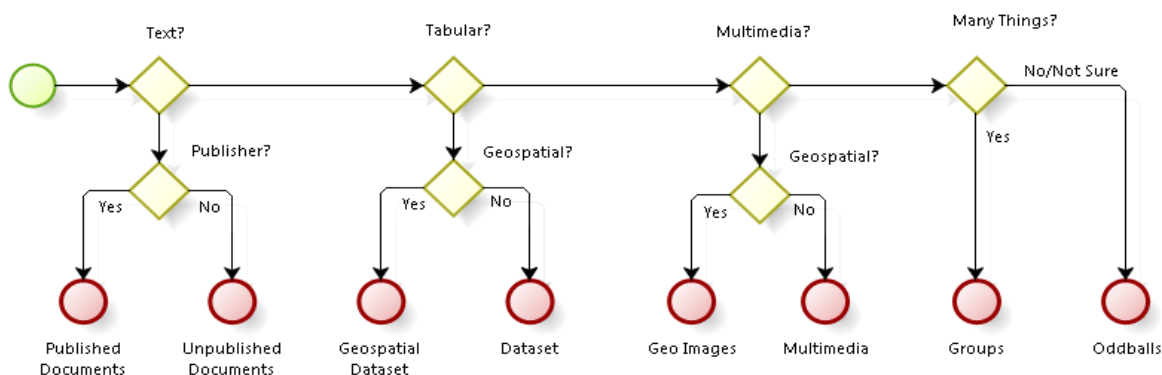 Text?
Tabular?
Multimedia?
Many Things?
No/Not Sure
Publisher?
Geospatial?
Geospatial?
Yes
Yes
No
Yes
No
Yes
No
Published
Documents
Unpublished
Documents
Geospatial
Dataset
Dataset
Geo Images
Multimedia
Groups
Oddballs